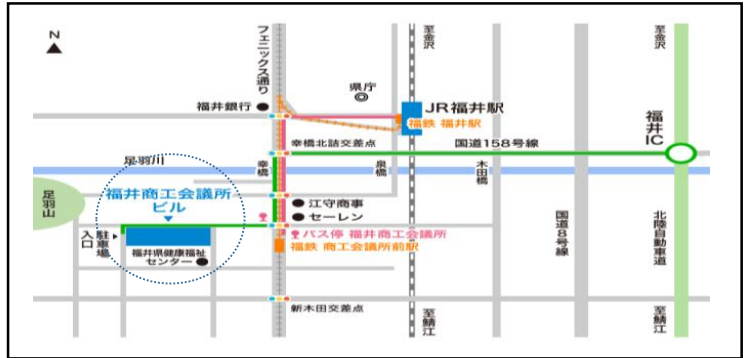 N
フェニックス通り
至金沢
至金沢
県庁
福井銀行
JR福井駅
福鉄 福井駅
福井IC
幸橋北詰交差点
国道158号線
足羽川
幸橋
泉橋
木田橋
足羽山
福井商工会議所
ビル
江守商事
セーレン
バス停 福井商工会議所
福鉄 商工会議所前駅
駐車場
入口
福井県健康福祉
センター
国道8号線
北陸自動車道
新木田交差点
至鯖江
至鯖江